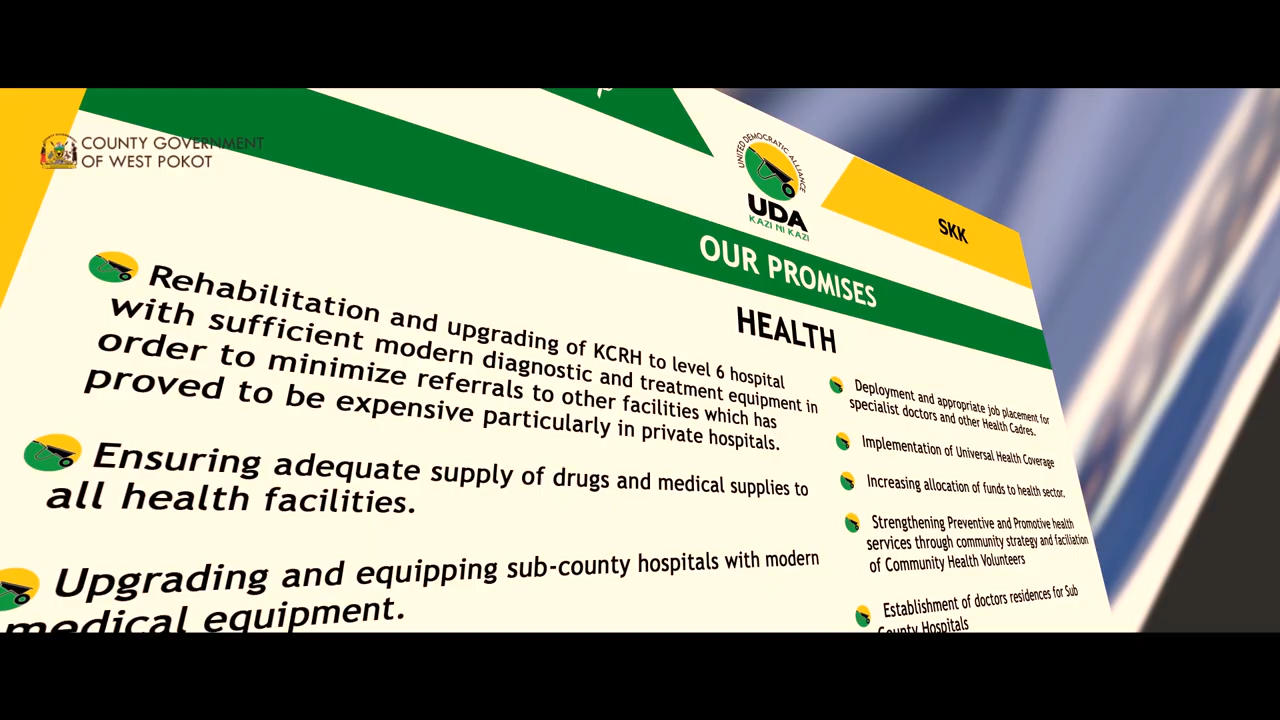 COUNTY GOVERNMENT
OF WEST POKOT
UNITED DEMOCRATIC ALLIANCE
UDA
KAZI NI KAZI
SKK
OUR PROMISES
HEALTH
Rehabilitation and upgrading of KCRH to level 6 hospital
with sufficient modern diagnostic and treatment equipment in
order to minimize referrals to other facilities which has
proved to be expensive particularly in private hospitals.
Ensuring adequate supply of drugs and medical supplies to
all health facilities.
Upgrading and equipping sub-county hospitals with modern
medical equipment.
Deployment and appropriate job placement for
specialist doctors and other Health Cadres.
Implementation of Universal Health Coverage
Increasing allocation of funds to health sector.
Strengthening Preventive and Promotive health
services through community strategy and faciliation
of Community Health Volunteers
Establishment of doctors residences for Sub
County Hospitals